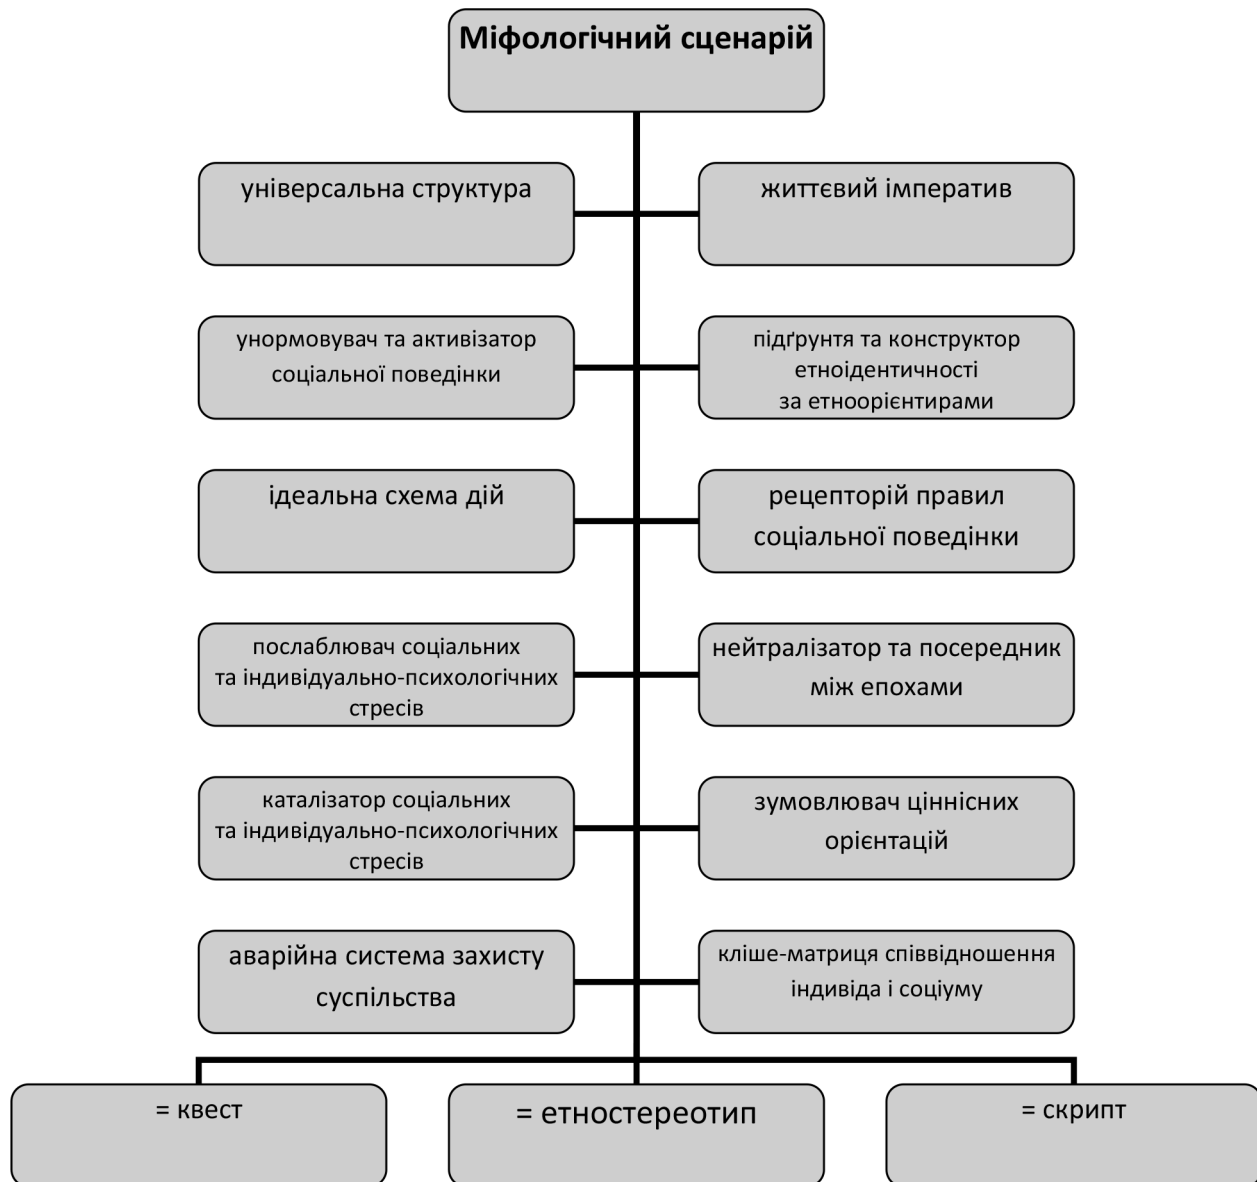 Міфологічний сценарій
універсальна структура
життєвий імператив
унормовувач та активізатор
соціальної поведінки
підґрунтя та конструктор
етноідентичності
за етноорієнтирами
ідеальна схема дій
рецепторій правил
соціальної поведінки
послаблювач соціальних
та індивідуально-психологічних
стресів
нейтралізатор та посередник
між епохами
каталізатор соціальних
та індивідуально-психологічних
стресів
зумовлювач ціннісних
орієнтацій
аварійна система захисту
суспільства
кліше-матриця співвідношення
індивіда і соціуму
= квест
= етностереотип
= скрипт